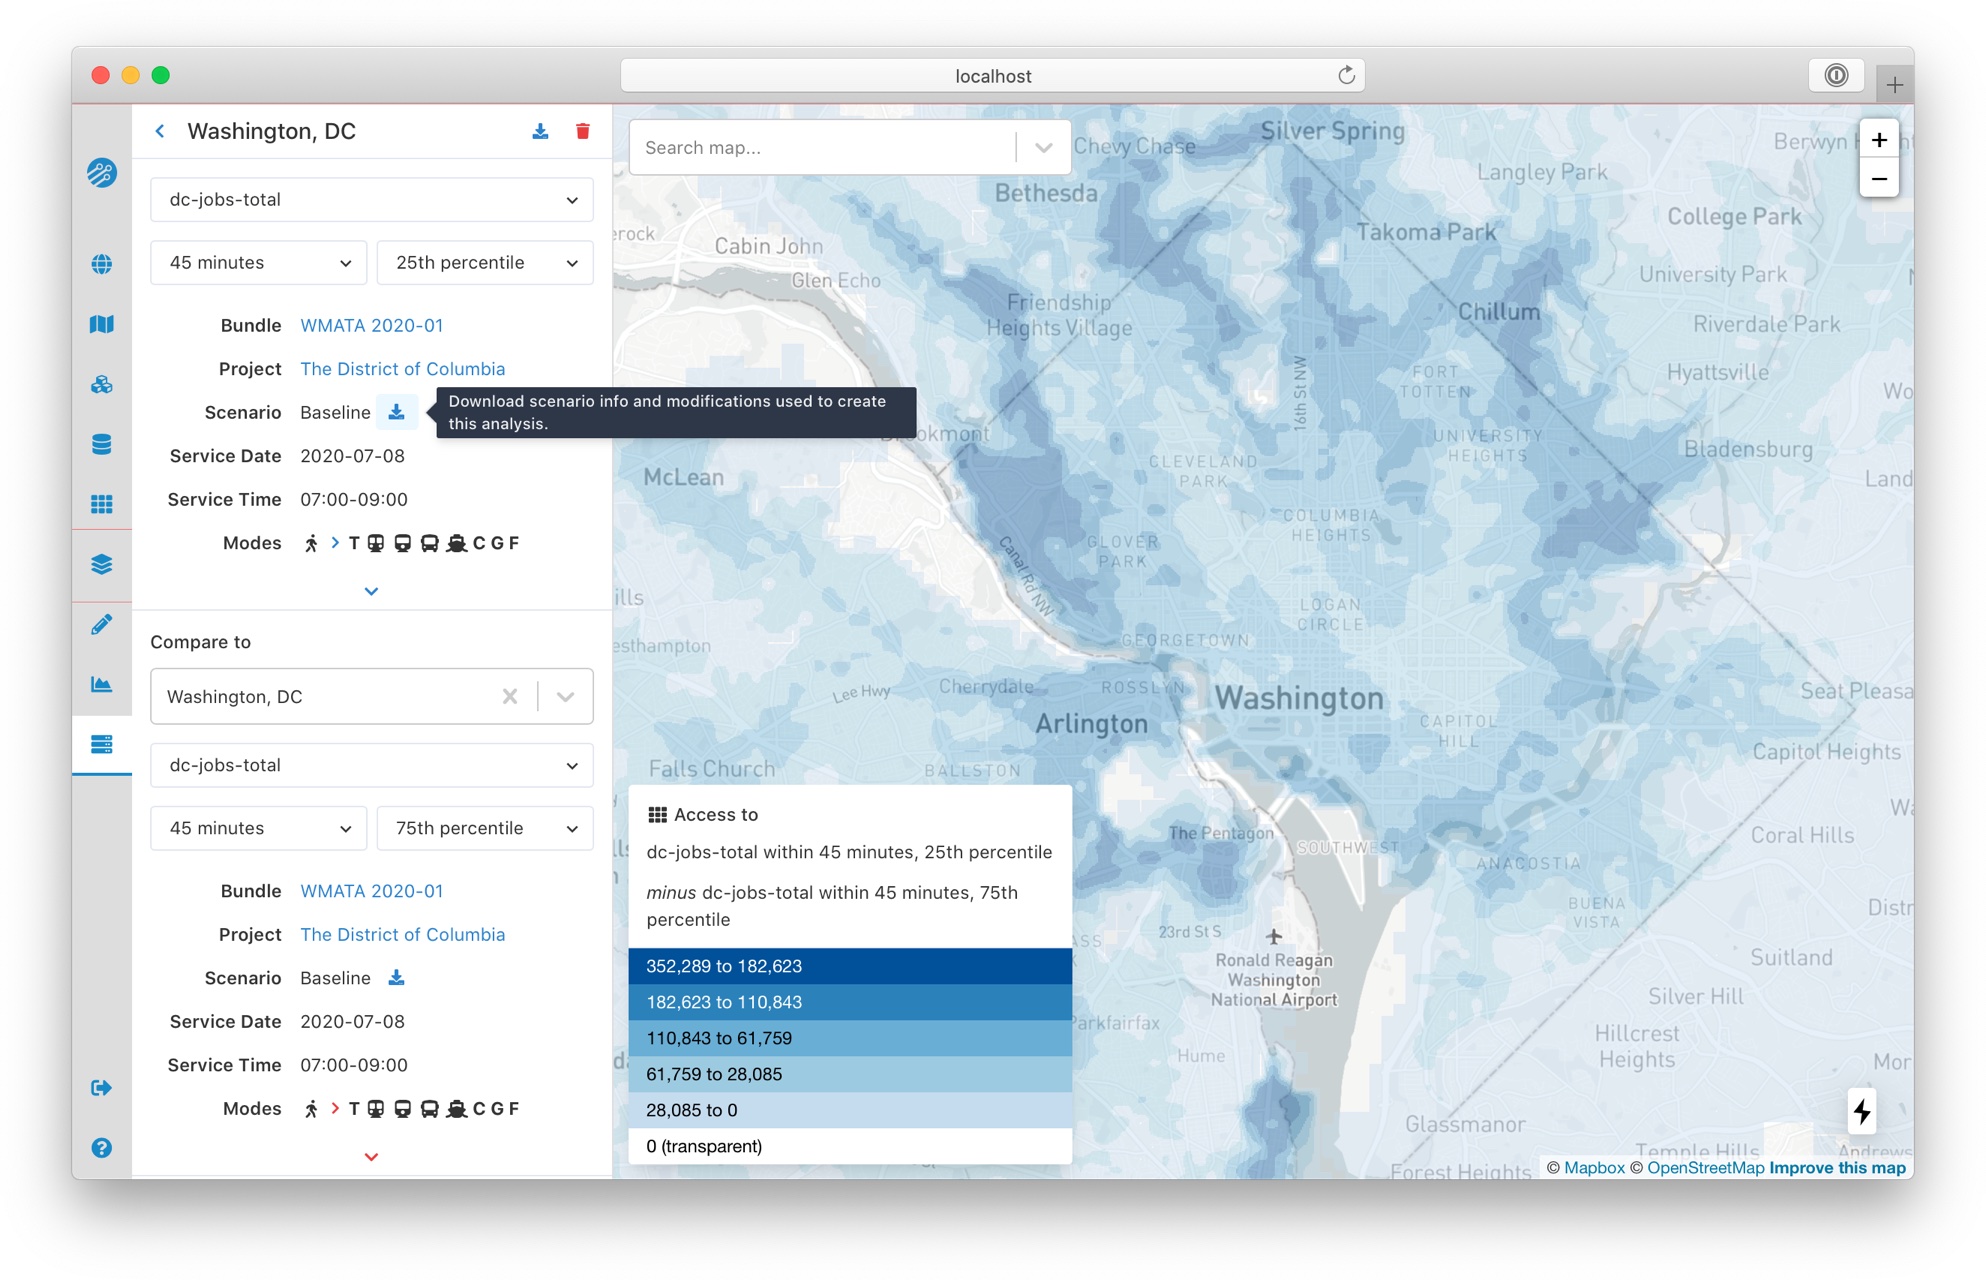 localhost
Washington, DC
dc-jobs-total
45 minutes
25th percentile
Bundle WMATA 2020-01
Project The District of Columbia
Scenario Baseline
Download scenario info and modifications used to create
this analysis.
Service Date 2020-07-08
Service Time 07:00-09:00
Modes T C G F
Compare to
Washington, DC
dc-jobs-total
45 minutes
75th percentile
Bundle WMATA 2020-01
Project The District of Columbia
Scenario Baseline
Service Date 2020-07-08
Service Time 07:00-09:00
Modes T C G F
Search map...
+
−
Silver Spring
Chevy Chase
Berwyn
Bethesda
Langley Park
College Park
Takoma Park
Cabin John
Glen Echo
University Park
Friendship
Heights Village
Chillum
Riverdale Park
16th St NW
FORT
TOTTEN
Hyattsville
UNIVERSITY
HEIGHTS
Bladensburg
McLean
CLEVELAND
PARK
COLUMBIA
HEIGHTS
GLOVER
PARK
Canal Rd NW
LOGAN
CIRCLE
GEORGETOWN
Lee Hwy
Cherrydale
ROSSLYN
Washington
Arlington
CAPITOL
HILL
Capitol Heights
Falls Church
BALLSTON
The Pentagon
SOUTHWEST
Coral Hills
ANACOSTIA
BUENA
VISTA
23rd St S
Ronald Reagan
Washington
National Airport
Suitland
Silver Hill
Hillcrest
Heights
Hume
Glassmanor
Temple Hills
Andrews
Forest Heights
Access to
dc-jobs-total within 45 minutes, 25th percentile
minus dc-jobs-total within 45 minutes, 75th
percentile
352,289 to 182,623
182,623 to 110,843
110,843 to 61,759
61,759 to 28,085
28,085 to 0
0 (transparent)
© Mapbox © OpenStreetMap Improve this map